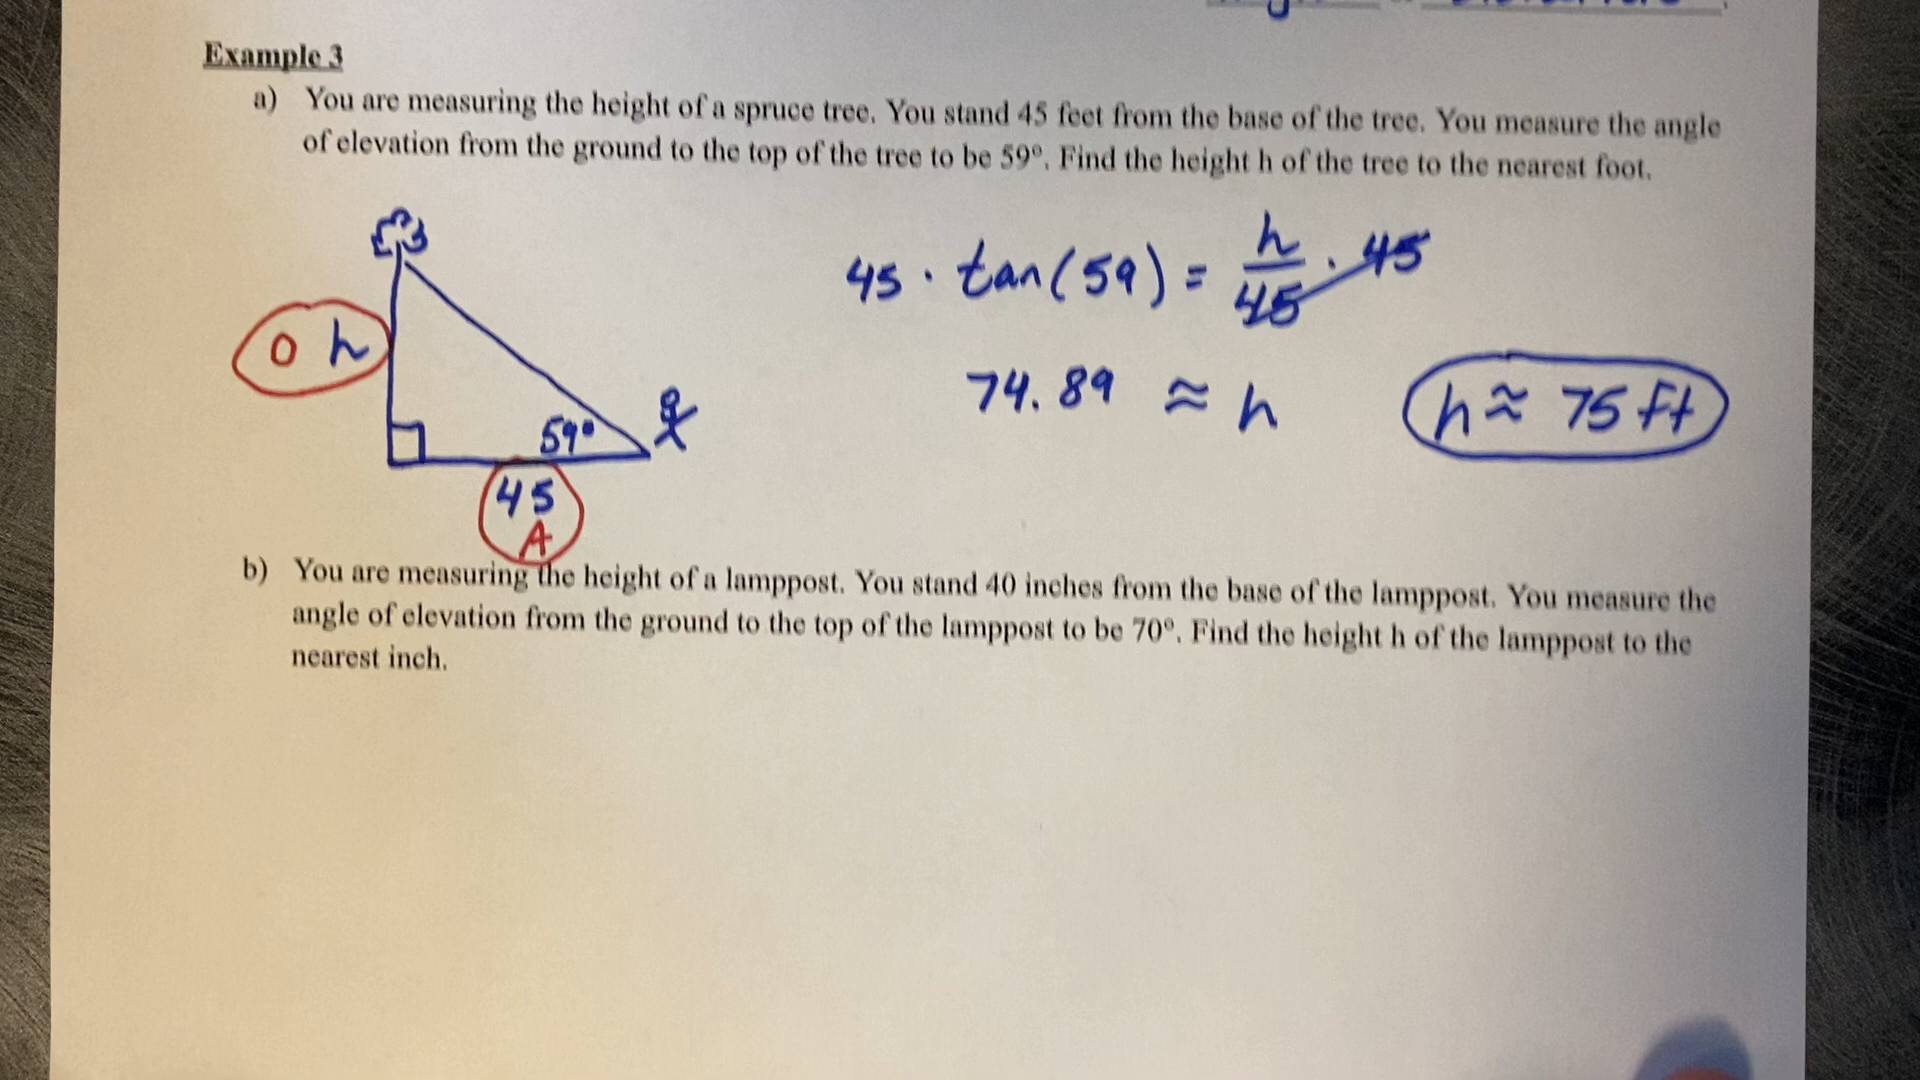 Example 3
a) You are measuring the height of a spruce tree. You stand 45 feet from the base of the tree. You measure the angle
of elevation from the ground to the top of the tree to be 59°. Find the height h of the tree to the nearest foot.
45 · tan(59) = h/45 · 45
O h
74.89 ≈ h
h ≈ 75 ft
59°
45
A
b) You are measuring the height of a lamppost. You stand 40 inches from the base of the lamppost. You measure the
angle of elevation from the ground to the top of the lamppost to be 70°. Find the height h of the lamppost to the
nearest inch.